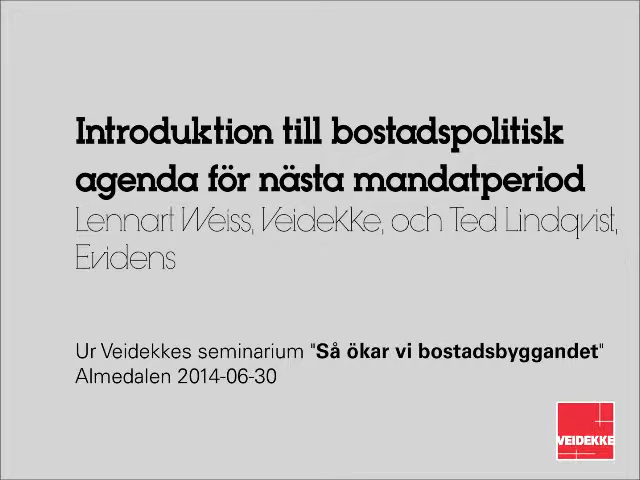 Introduktion till bostadspolitisk
agenda för nästa mandatperiod
Lennart Weiss, Veidekke, och Ted Lindqvist,
Evidens
Ur Veidekkes seminarium "Så ökar vi bostadsbyggandet"
Almedalen 2014-06-30
VEIDEKKE